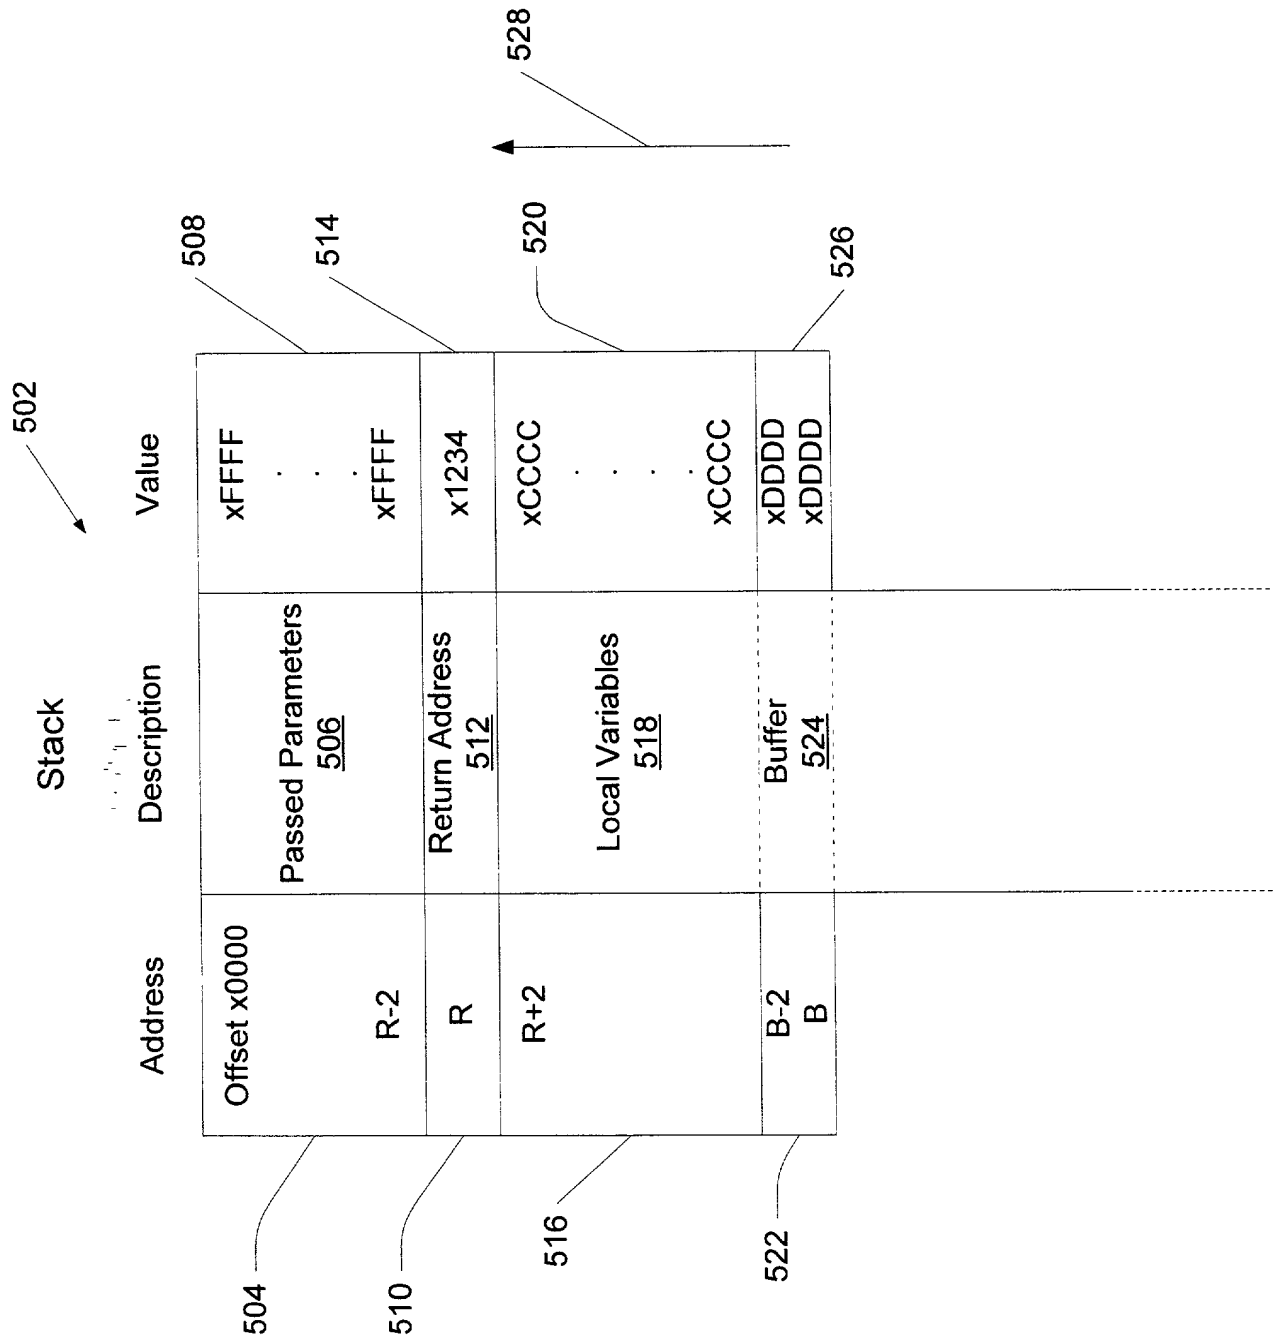 Stack
502
Address
Description
Value
Offset x0000
R-2
Passed Parameters
506
xFFFF
xFFFF
504
508
R
Return Address
512
x1234
510
514
R+2
Local Variables
518
xCCCC
xCCCC
516
520
B-2
B
Buffer
524
xDDDD
xDDDD
522
526
528